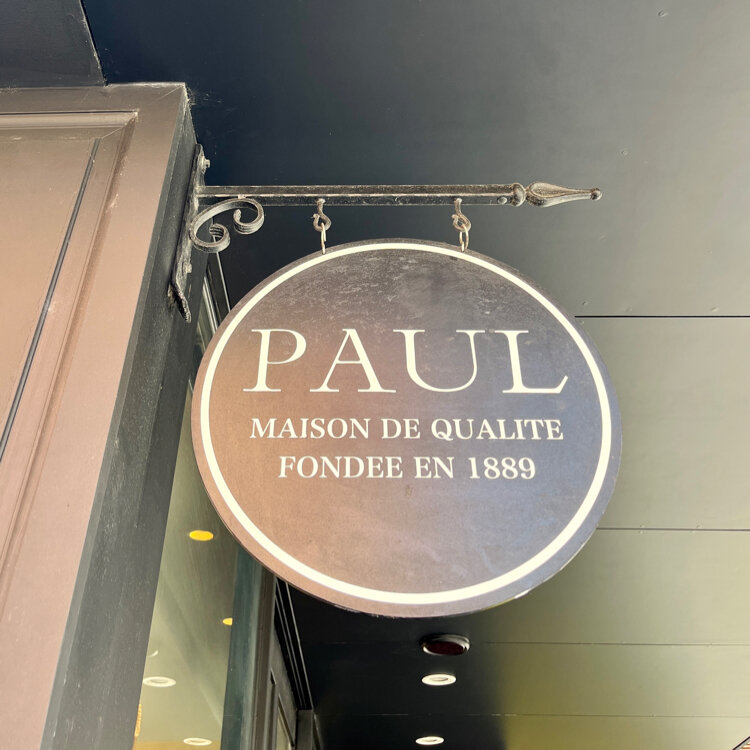 PAUL
MAISON DE QUALITE
FONDEE EN 1889